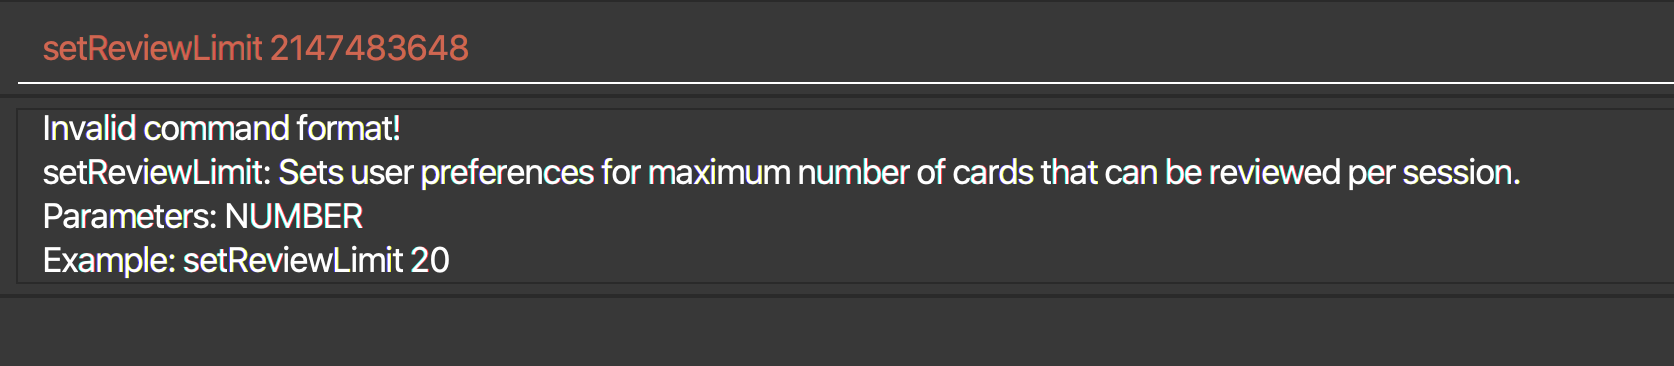 setReviewLimit 2147483648
Invalid command format!
setReviewLimit: Sets user preferences for maximum number of cards that can be reviewed per session.
Parameters: NUMBER
Example: setReviewLimit 20